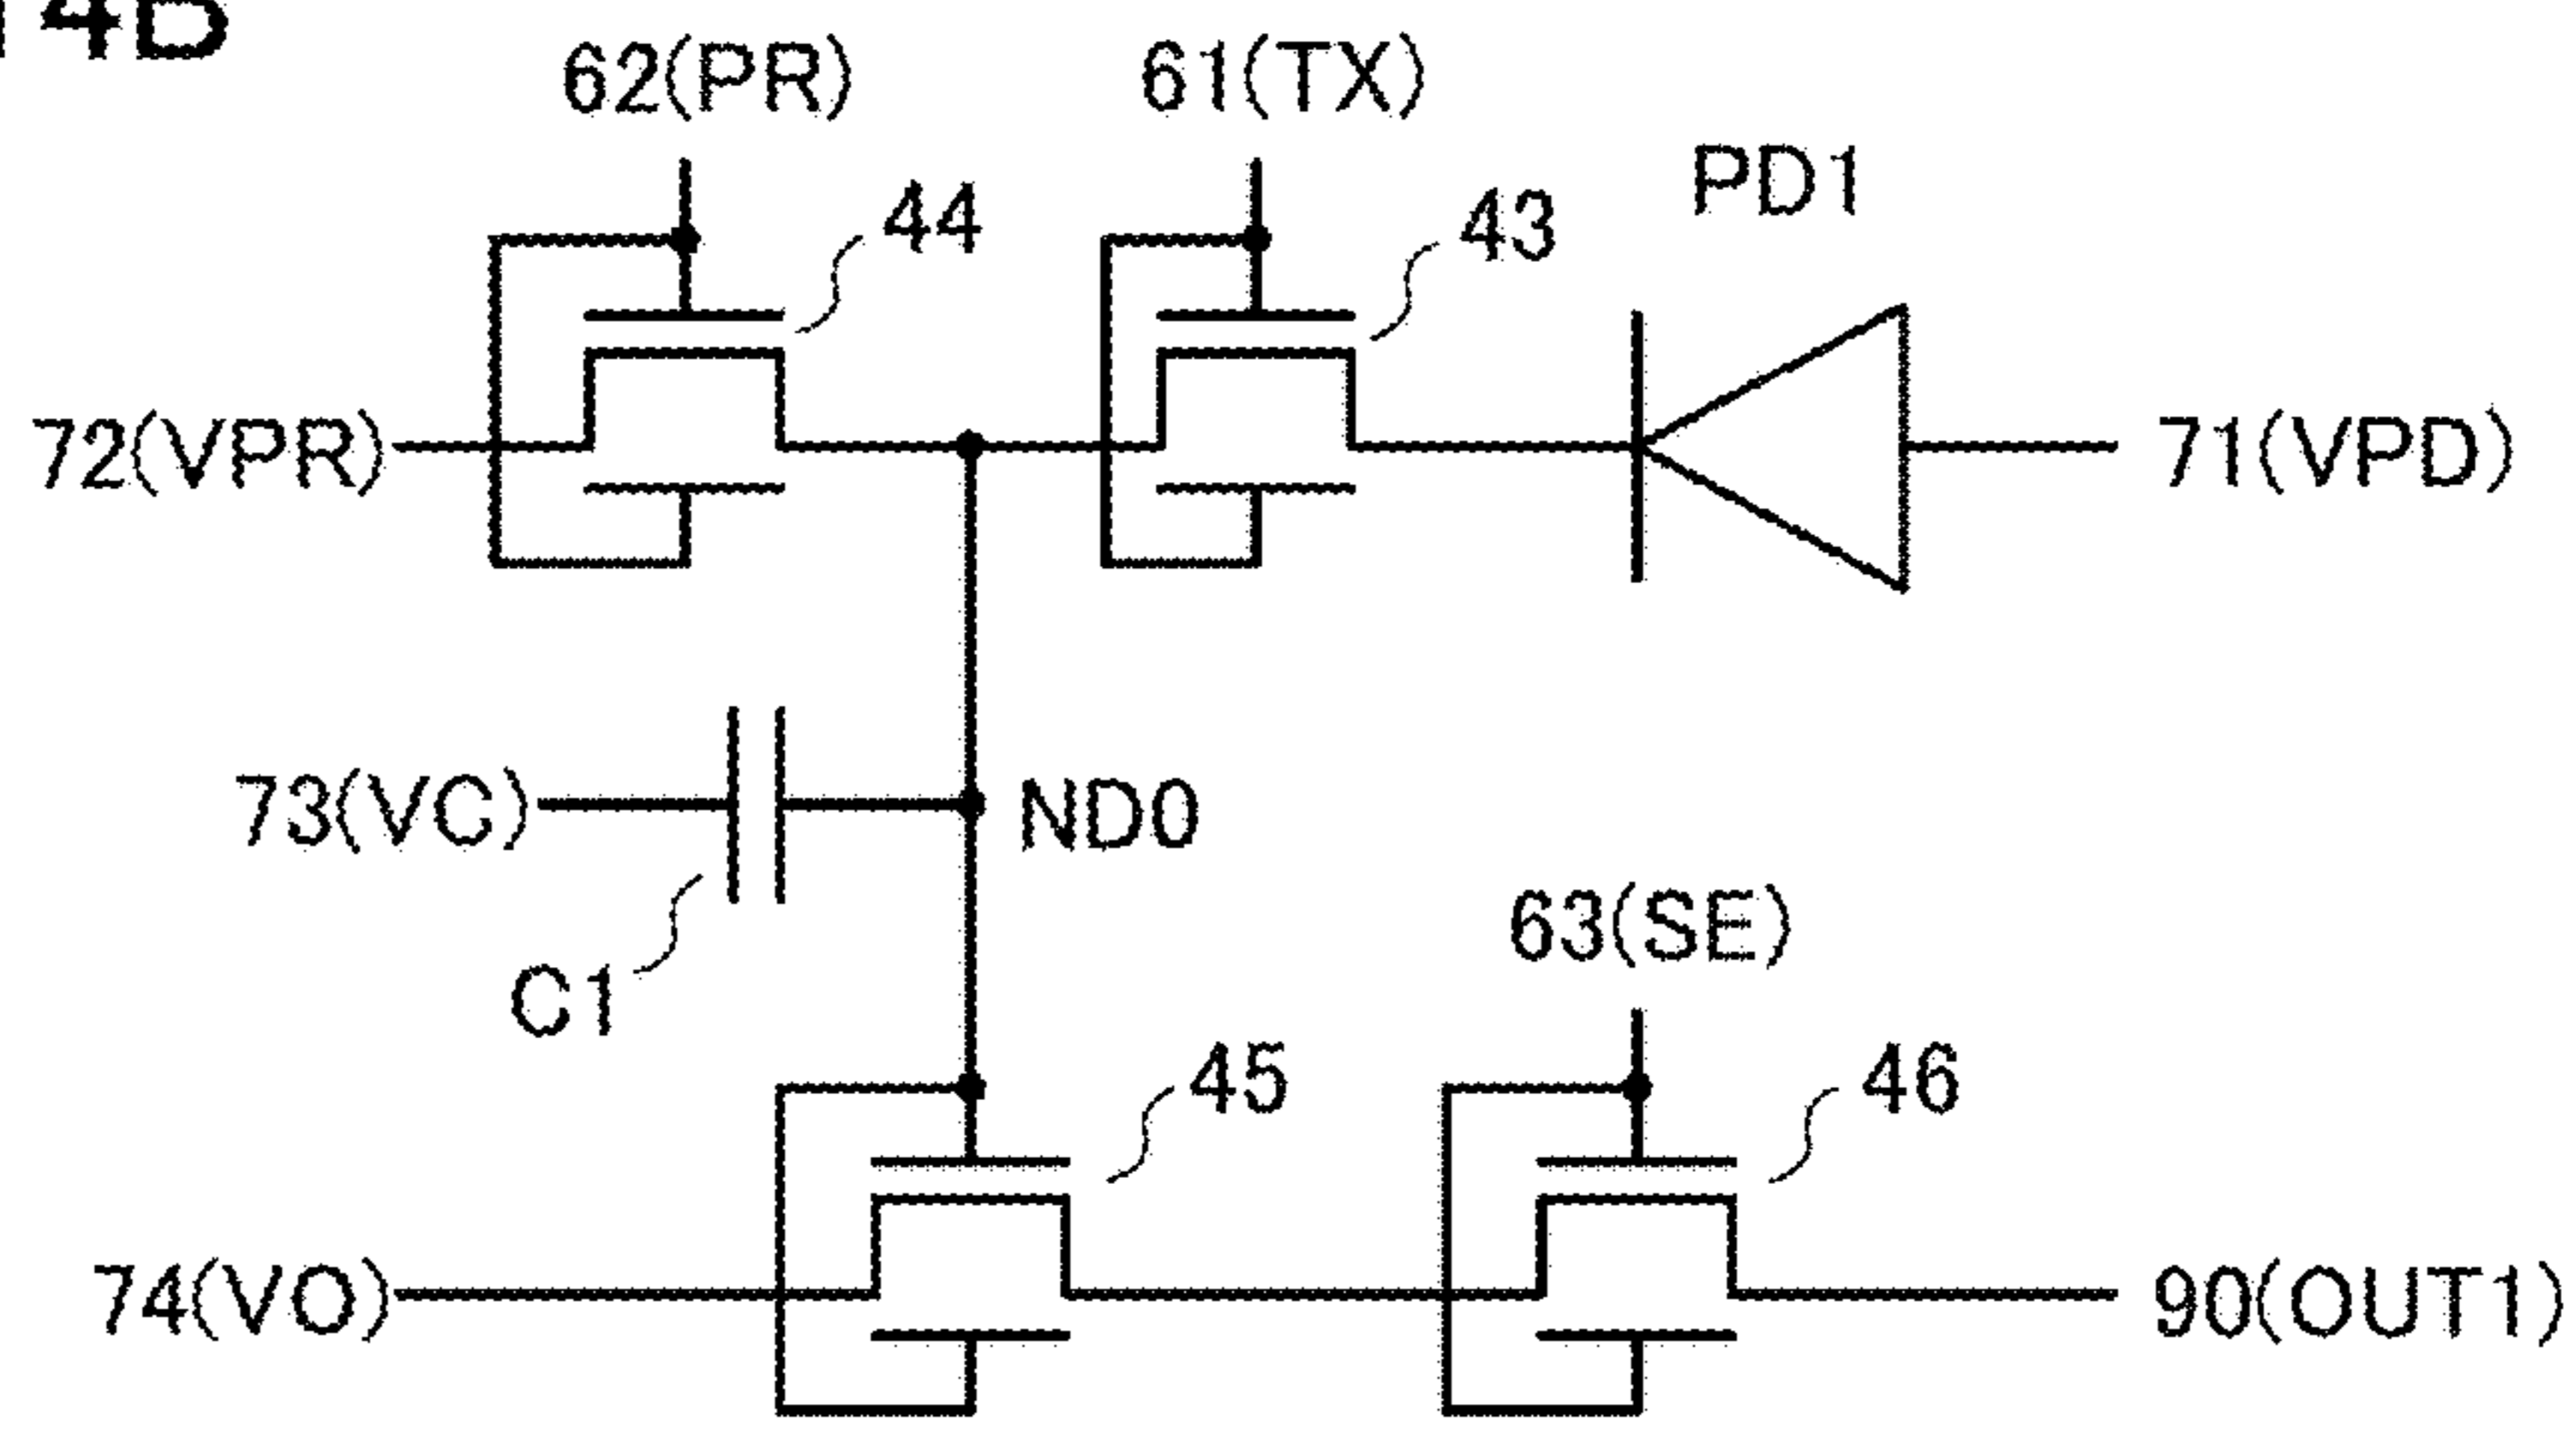 14B
62(PR)
61(TX)
PD1
44
43
72(VPR)
71(VPD)
73(VC)
ND0
63(SE)
C1
45
46
74(VO)
90(OUT1)